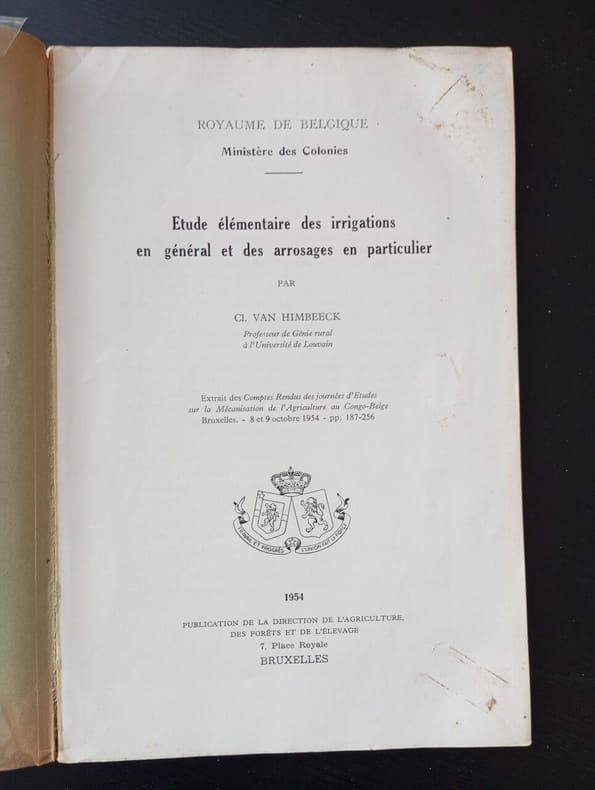 ROYAUME DE BELGIQUE
Ministère des Colonies
Etude élémentaire des irrigations
en général et des arrosages en particulier
PAR
Cl. VAN HIMBEECK
Professeur de Génie rural
à l'Université de Louvain
Extrait des Comptes Rendus des journées d'Etudes
sur la Mécanisation de l'Agriculture au Congo-Belge
Bruxelles. - 8 et 9 octobre 1954 - pp. 187-256
TRAVAIL ET PROGRÈS L'UNION FAIT LA FORCE
1954
PUBLICATION DE LA DIRECTION DE L'AGRICULTURE,
DES FORÊTS ET DE L'ÉLEVAGE
7, Place Royale
BRUXELLES